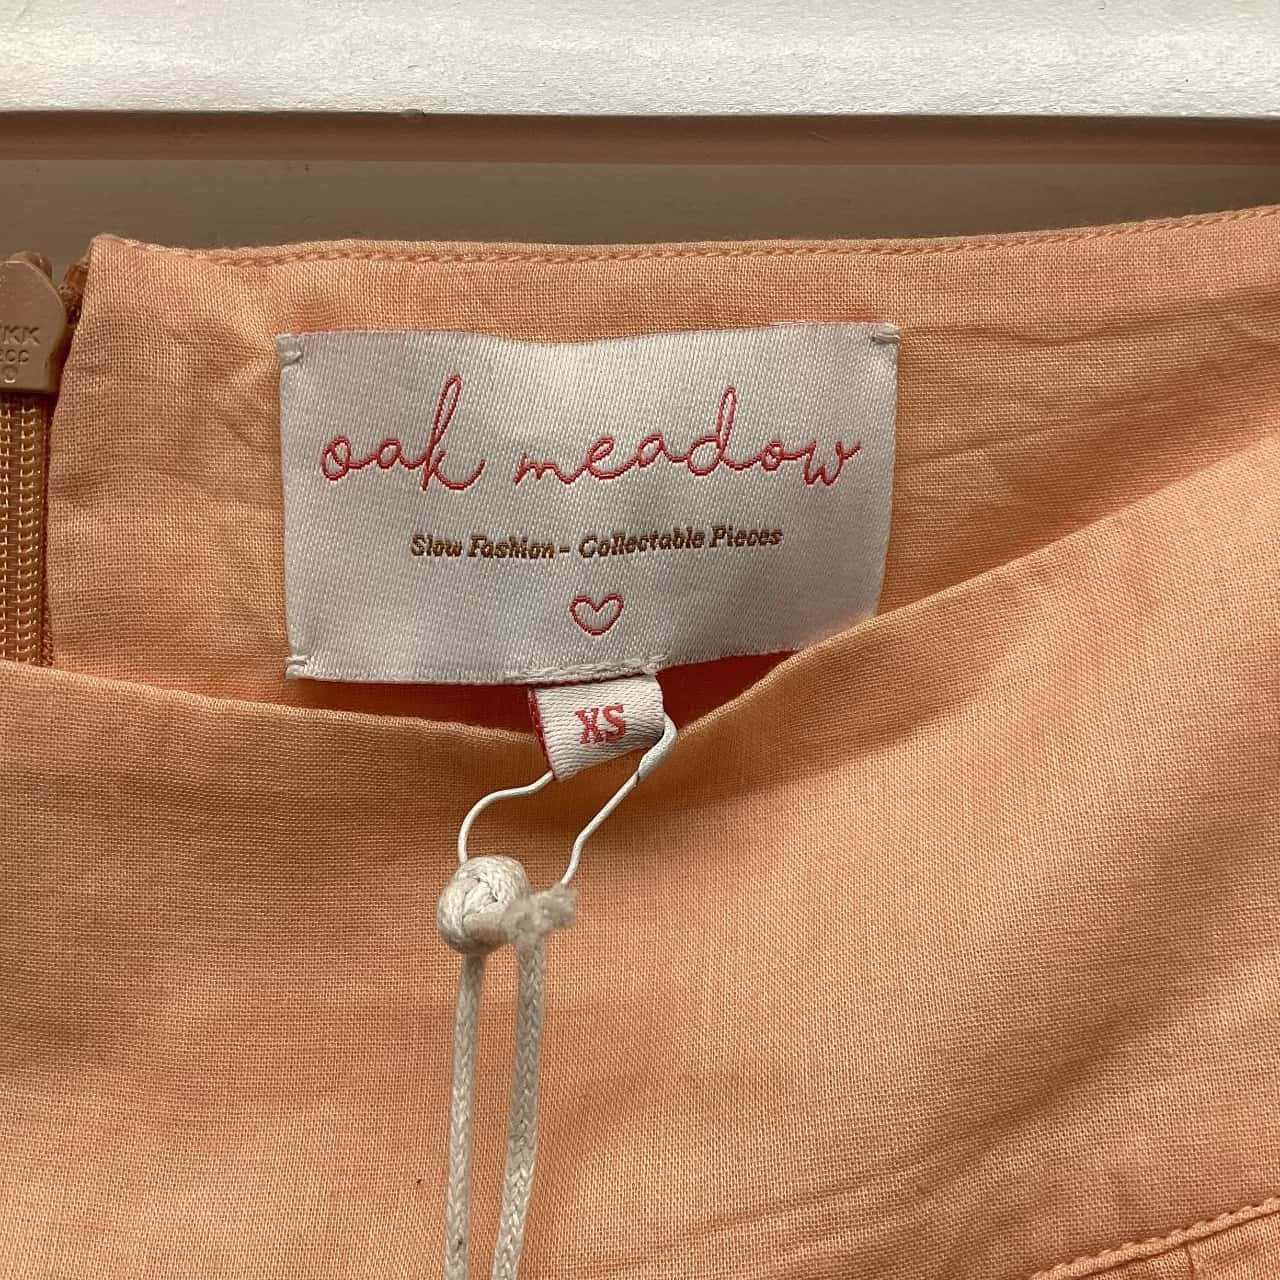 oak meadow
Slow Fashion - Collectable Pieces
XS